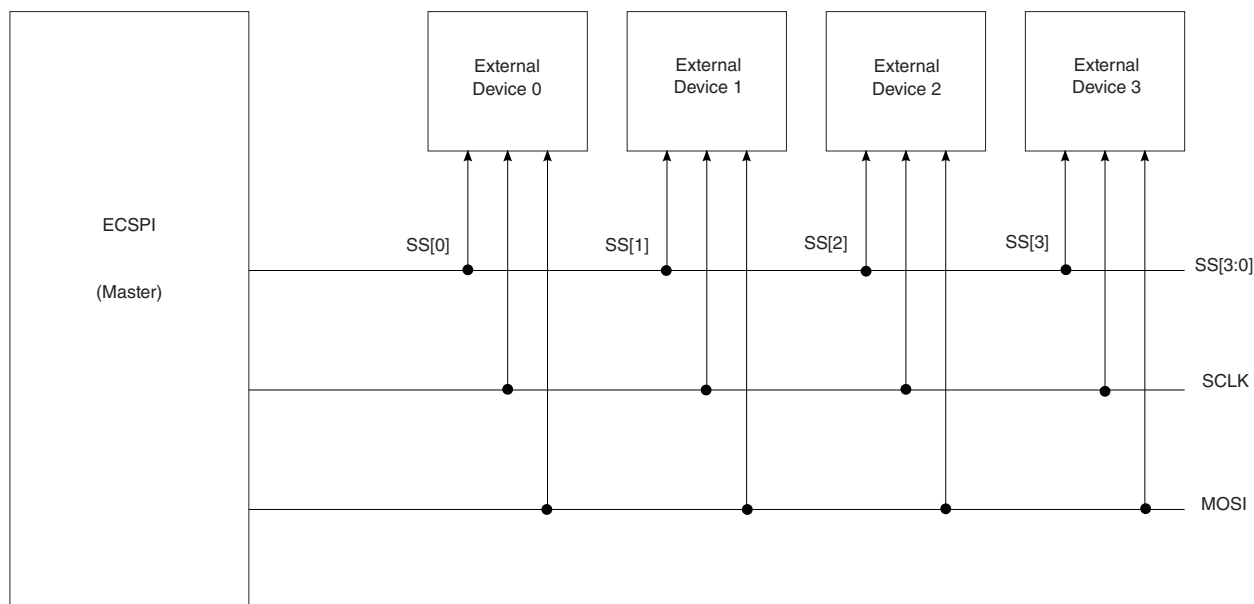 External
Device 0
External
Device 1
External
Device 2
External
Device 3
ECSPI
(Master)
SS[0]
SS[1]
SS[2]
SS[3]
SS[3:0]
SCLK
MOSI